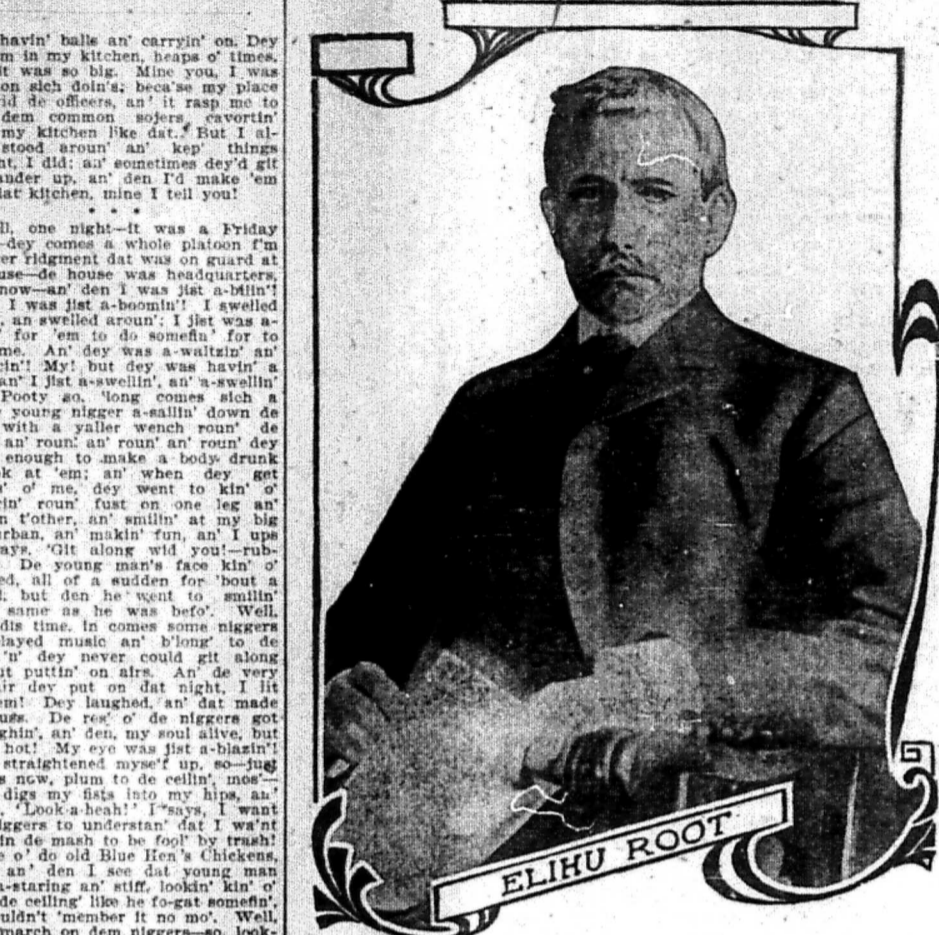 havin' balls an' carryin' on. Dey
m in my kitchen, heaps o' times,
it was so big. Mine you, I was
on sich doin's; beca'se my place
id de officers, an' it rasp me to
dem common sojers cavortin'
my kitchen like dat. But I al-
stood aroun' an' kep' things
ht, I did; an' sometimes dey'd git
ander up, an' den I'd make 'em
dat kitchen, mine I tell you!
* * *
ll, one night—it was a Friday
—dey comes a whole platoon f'm
er ridgment dat was on guard at
use—de house was headquarters,
now—an' den I was jist a-bilin'!
I was jist a-boomin'! I swelled
, an swelled aroun'; I jist was a-
for 'em to do somefin' for to
me. An' dey was a-waltzin' an'
cin'! My! but dey was havin' a
an' I jist a-swellin', an' a-swellin'
Pooty so, 'long comes sich a
young nigger a-sailin' down de
with a yaller wench roun' de
an' roun' an' roun' an' roun' dey
enough to make a body drunk
k at 'em; an' when dey get
' o' me, dey went to kin' o'
in' roun' fust on one leg an'
n t'other, an' smilin' at my big
urban, an' makin' fun, an' I ups
ays, 'Git along wid you!—rub-
De young man's face kin' o'
ed, all of a sudden for 'bout a
, but den he went to smilin'
same as he was befo'. Well,
dis time, in comes some niggers
layed music an' b'long' to de
'n' dey never could git along
ut puttin' on airs. An' de very
ir dey put on dat night, I lit
em! Dey laughed, an' dat made
uss. De res' o' de niggers got
ghin', an' den, my soul alive, but
hot! My eye was jist a-blazin'!
straightened myse'f up, so—just
s now, plum to de ceilin', mos'—
digs my fists into my hips, an'
, 'Look-a-heah!' I says, I want
iggers to understan' dat I wa'nt
in de mash to be fool' by trash!
e o' do old Blue Hen's Chickens,
an' den I see dat young man
a-staring an' stiff, lookin' kin' o'
de ceiling' like he fo-gat somefin',
uldn't 'member it no mo'. Well,
march on dem niggers—so, look-
ELIHU ROOT